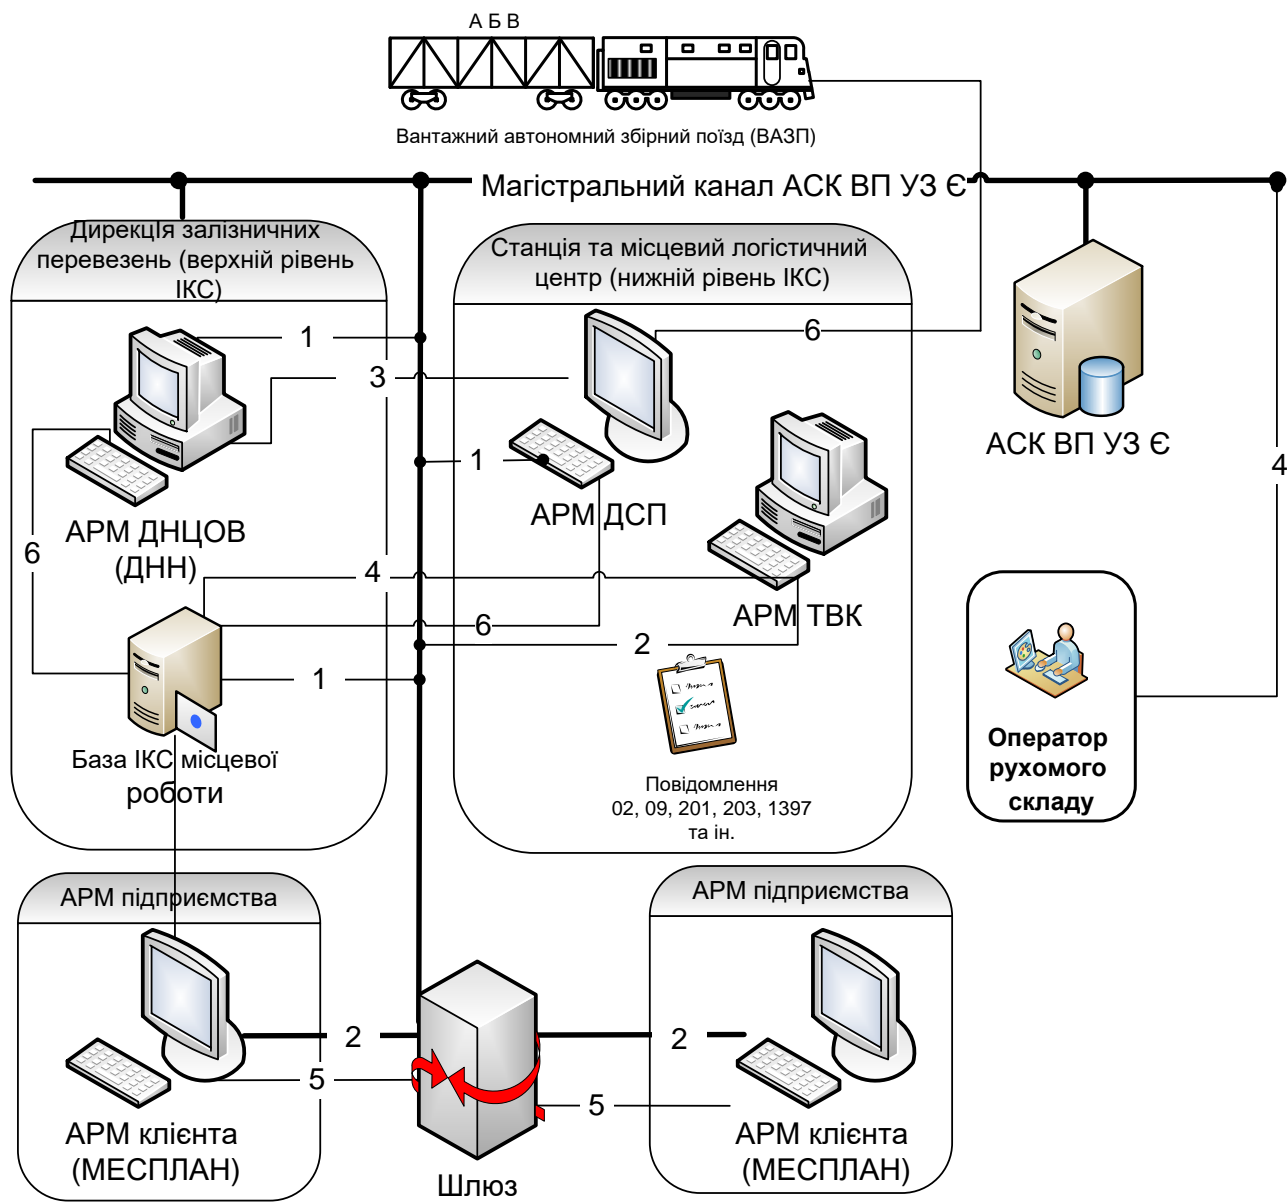 А Б В
Вантажний автономний збірний поїзд (ВАЗП)
Магістральний канал АСК ВП УЗ Є
Дирекція залізничних
перевезень (верхній рівень
ІКС)
Станція та місцевий логістичний
центр (нижній рівень ІКС)
1
6
3
АСК ВП УЗ Є
1
4
АРМ ДСП
АРМ ДНЦОВ
(ДНН)
6
4
АРМ ТВК
6
2
1
База ІКС місцевої
роботи
Повідомлення
02, 09, 201, 203, 1397
та ін.
Оператор
рухомого
складу
АРМ підприємства
АРМ підприємства
2
2
5
5
АРМ клієнта
(МЕСПЛАН)
АРМ клієнта
(МЕСПЛАН)
Шлюз